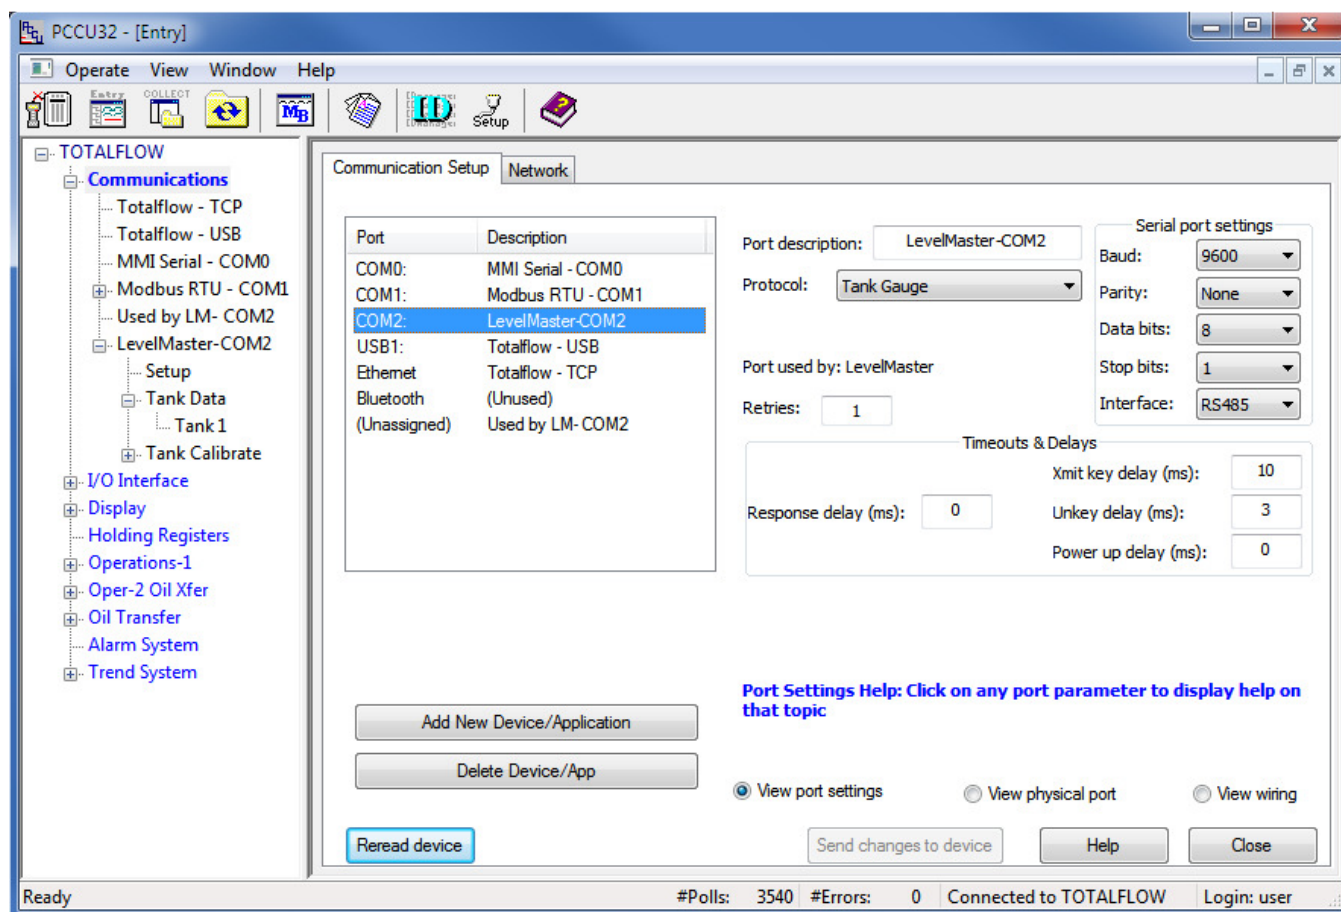 PCCU32 - [Entry]
Operate View Window Help
Entry COLLECT MB ID Setup
TOTALFLOW
Communications
Totalflow - TCP
Totalflow - USB
MMI Serial - COM0
Modbus RTU - COM1
Used by LM- COM2
LevelMaster-COM2
Setup
Tank Data
Tank 1
Tank Calibrate
I/O Interface
Display
Holding Registers
Operations-1
Oper-2 Oil Xfer
Oil Transfer
Alarm System
Trend System
Communication Setup Network
Port Description
COM0: MMI Serial - COM0
COM1: Modbus RTU - COM1
COM2: LevelMaster-COM2
USB1: Totalflow - USB
Ethernet Totalflow - TCP
Bluetooth (Unused)
(Unassigned) Used by LM- COM2
Add New Device/Application
Delete Device/App
Reread device
Port description: LevelMaster-COM2
Protocol: Tank Gauge
Port used by: LevelMaster
Retries: 1
Serial port settings
Baud: 9600
Parity: None
Data bits: 8
Stop bits: 1
Interface: RS485
Timeouts & Delays
Response delay (ms): 0
Xmit key delay (ms): 10
Unkey delay (ms): 3
Power up delay (ms): 0
Port Settings Help: Click on any port parameter to display help on
that topic
View port settings View physical port View wiring
Send changes to device Help Close
Ready #Polls: 3540 #Errors: 0 Connected to TOTALFLOW Login: user